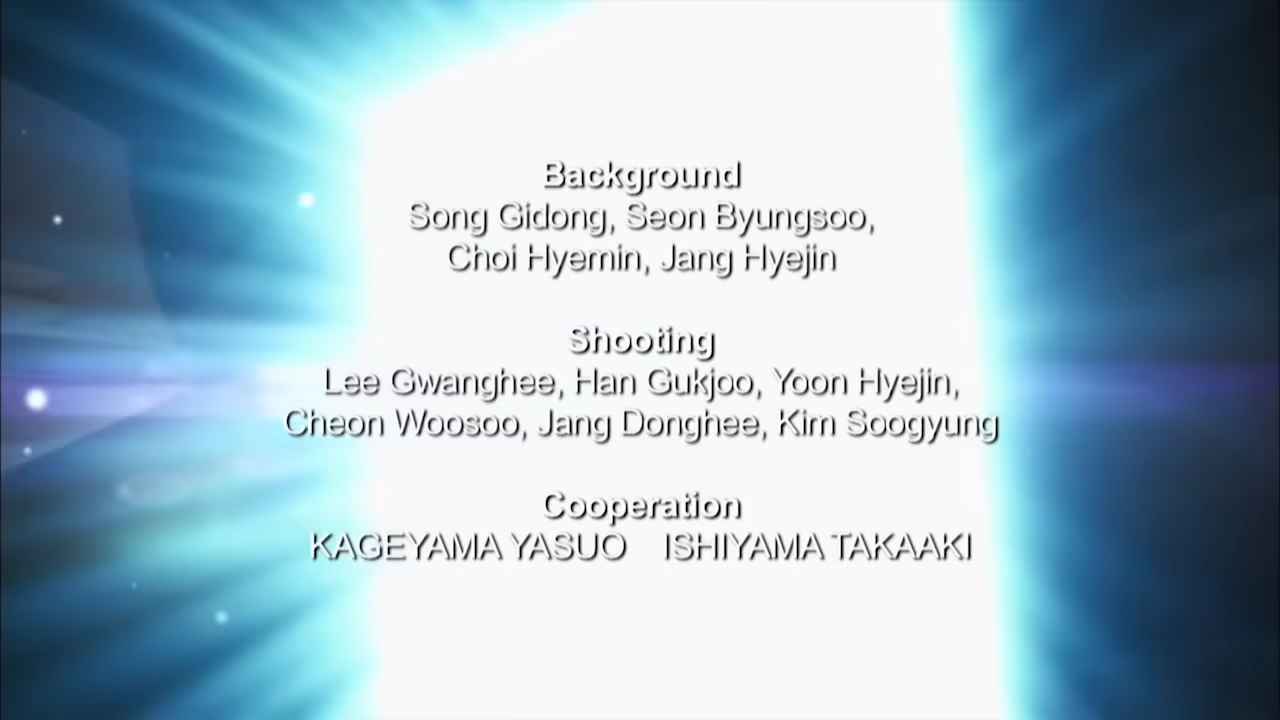 Background
Song Gidong, Seon Byungsoo,
Choi Hyemin, Jang Hyejin
Shooting
Lee Gwanghee, Han Gukjoo, Yoon Hyejin,
Cheon Woosoo, Jang Donghee, Kim Soogyung
Cooperation
KAGEYAMA YASUO ISHIYAMA TAKAAKI